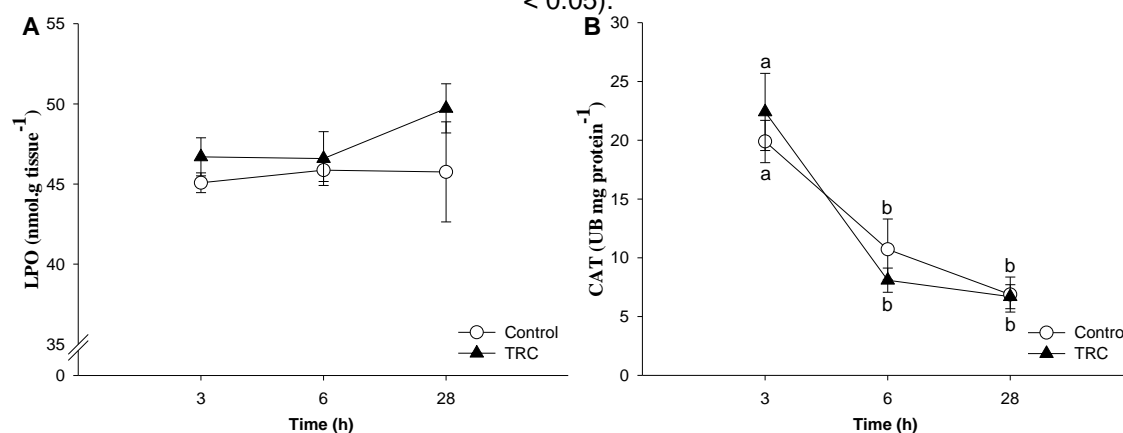 < 0.05).
A
LPO (nmol.g tissue-1)
55
50
45
40
35
0
3
6
28
Time (h)
Control
TRC
B
CAT (UB mg protein-1)
30
25
20
15
10
5
0
a
a
b
b
b
b
3
6
28
Time (h)
Contro
TRC